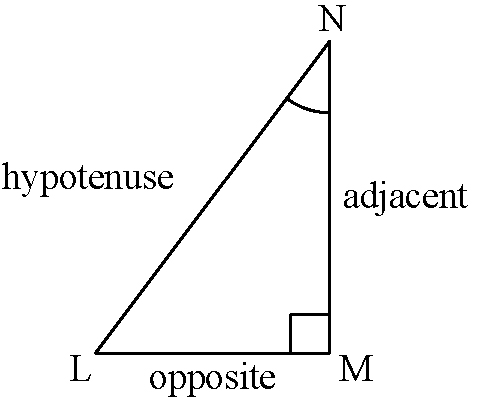 N
hypotenuse
adjacent
L
M
opposite